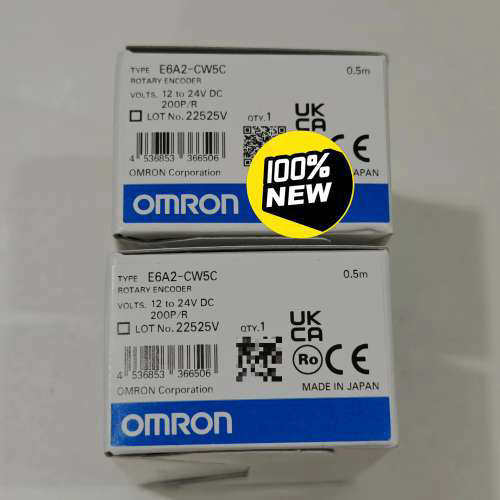 TYPE E6A2-CW5C 0.5m
ROTARY ENCODER
VOLTS. 12 to 24V DC
200P/R
LOT No. 22525V QTY. 1
UK
CA
CE
4 536853 366506
OMRON Corporation
JAPAN
100%
NEW
OMRON
TYPE E6A2-CW5C 0.5m
ROTARY ENCODER
VOLTS. 12 to 24V DC
200P/R
LOT No. 22525V QTY. 1
UK
CA
Ro CE
4 536853 366506
OMRON Corporation
MADE IN JAPAN
OMRON